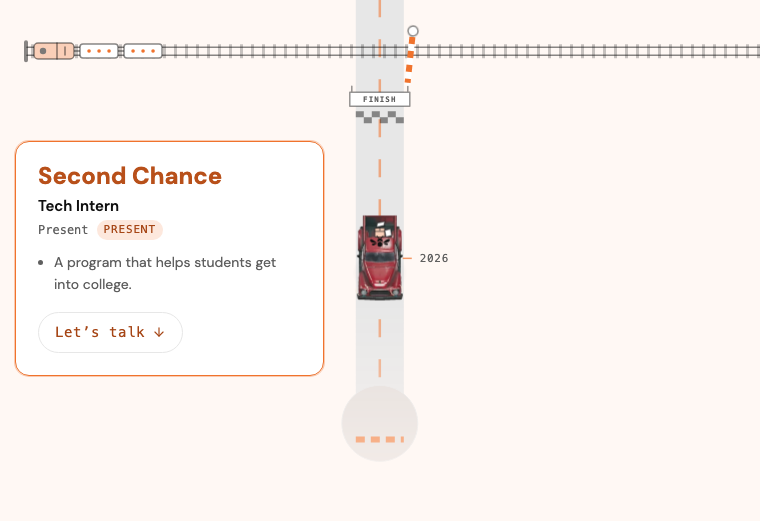 FINISH
Second Chance
Tech Intern
Present PRESENT
• A program that helps students get
into college.
2026
Let’s talk ↓